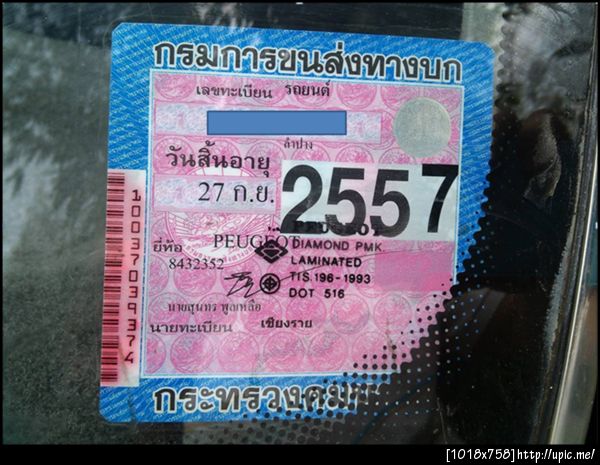 กรมการขนส่งทางบก
เลขทะเบียน รถยนต์
ลำปาง
วันสิ้นอายุ
27 ก.ย. 2557
PEUGEOT
ยี่ห้อ PEUGEOT DIAMOND PMK
8432352 LAMINATED
TIS.196-1993
DOT 516
นายสุนทร พูลเหลือ
นายทะเบียน เชียงราย
กระทรวงคม
10037039374
[1018x758]http://upic.me/